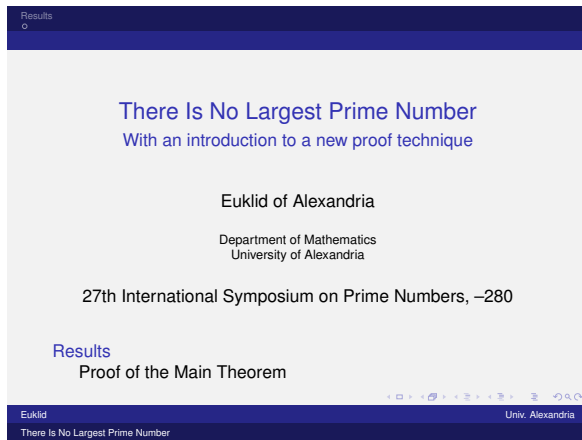 Results
There Is No Largest Prime Number
With an introduction to a new proof technique
Euklid of Alexandria
Department of Mathematics
University of Alexandria
27th International Symposium on Prime Numbers, –280
Results
Proof of the Main Theorem
Euklid
Univ. Alexandria
There Is No Largest Prime Number